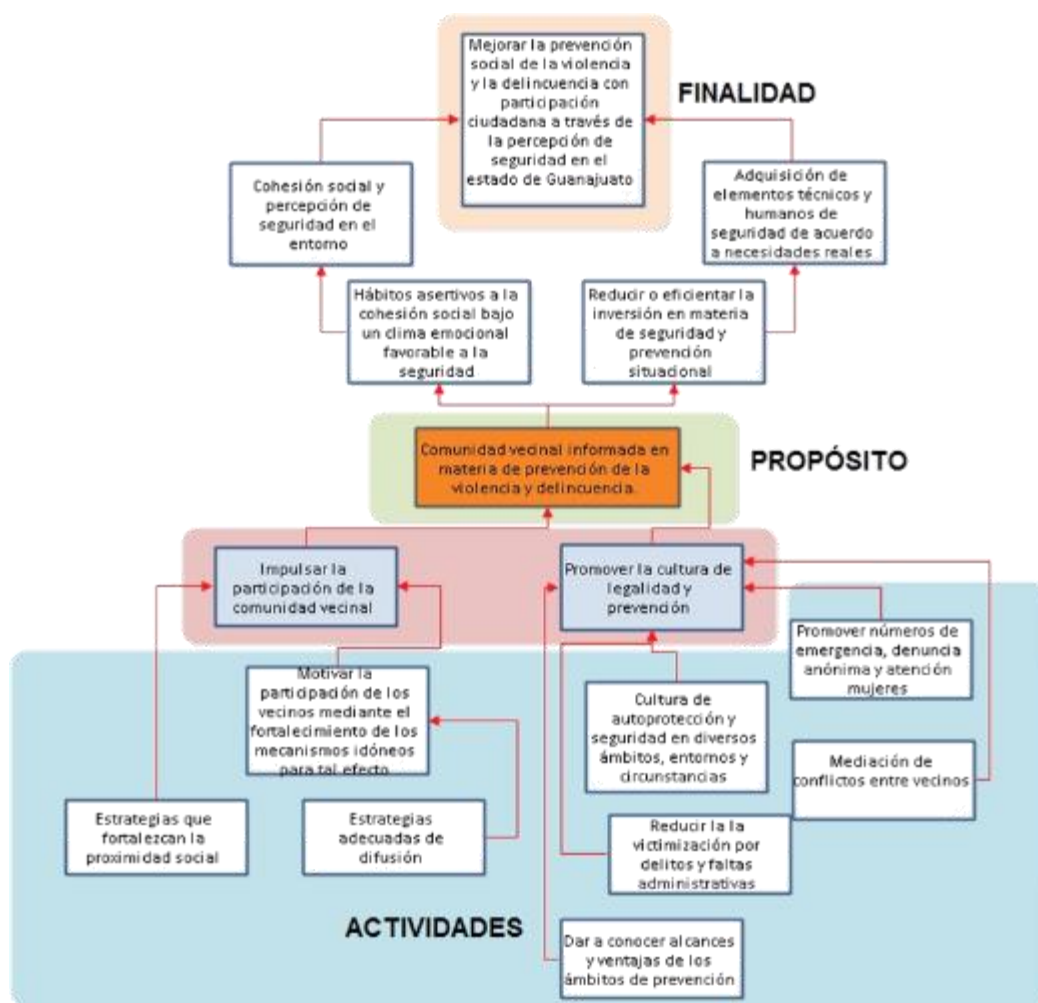 Mejorar la prevención
social de la violencia
y la delincuencia con
participación
ciudadana a través de
la percepción de
seguridad en el
estado de Guanajuato
FINALIDAD
Cohesión social y
percepción de
seguridad en el
entorno
Adquisición de
elementos técnicos y
humanos de
seguridad de acuerdo
a necesidades reales
Hábitos asertivos a la
cohesión social bajo
un clima emocional
favorable a la
seguridad
Reducir o eficientar la
inversión en materia
de seguridad y
prevención
situacional
Comunidad vecinal informada en
materia de prevención de la
violencia y delincuencia.
PROPÓSITO
Impulsar la
participación de la
comunidad vecinal
Promover la cultura de
legalidad y
prevención
Promover números de
emergencia, denuncia
anónima y atención
mujeres
Motivar la
participación de los
vecinos mediante el
fortalecimiento de los
mecanismos idóneos
para tal efecto
Cultura de
autoprotección y
seguridad en diversos
ámbitos, entornos y
circunstancias
Mediación de
conflictos entre vecinos
Estrategias que
fortalezcan la
proximidad social
Estrategias
adecuadas de
difusión
Reducir la la
victimización por
delitos y faltas
administrativas
ACTIVIDADES
Dar a conocer alcances
y ventajas de los
ámbitos de prevención